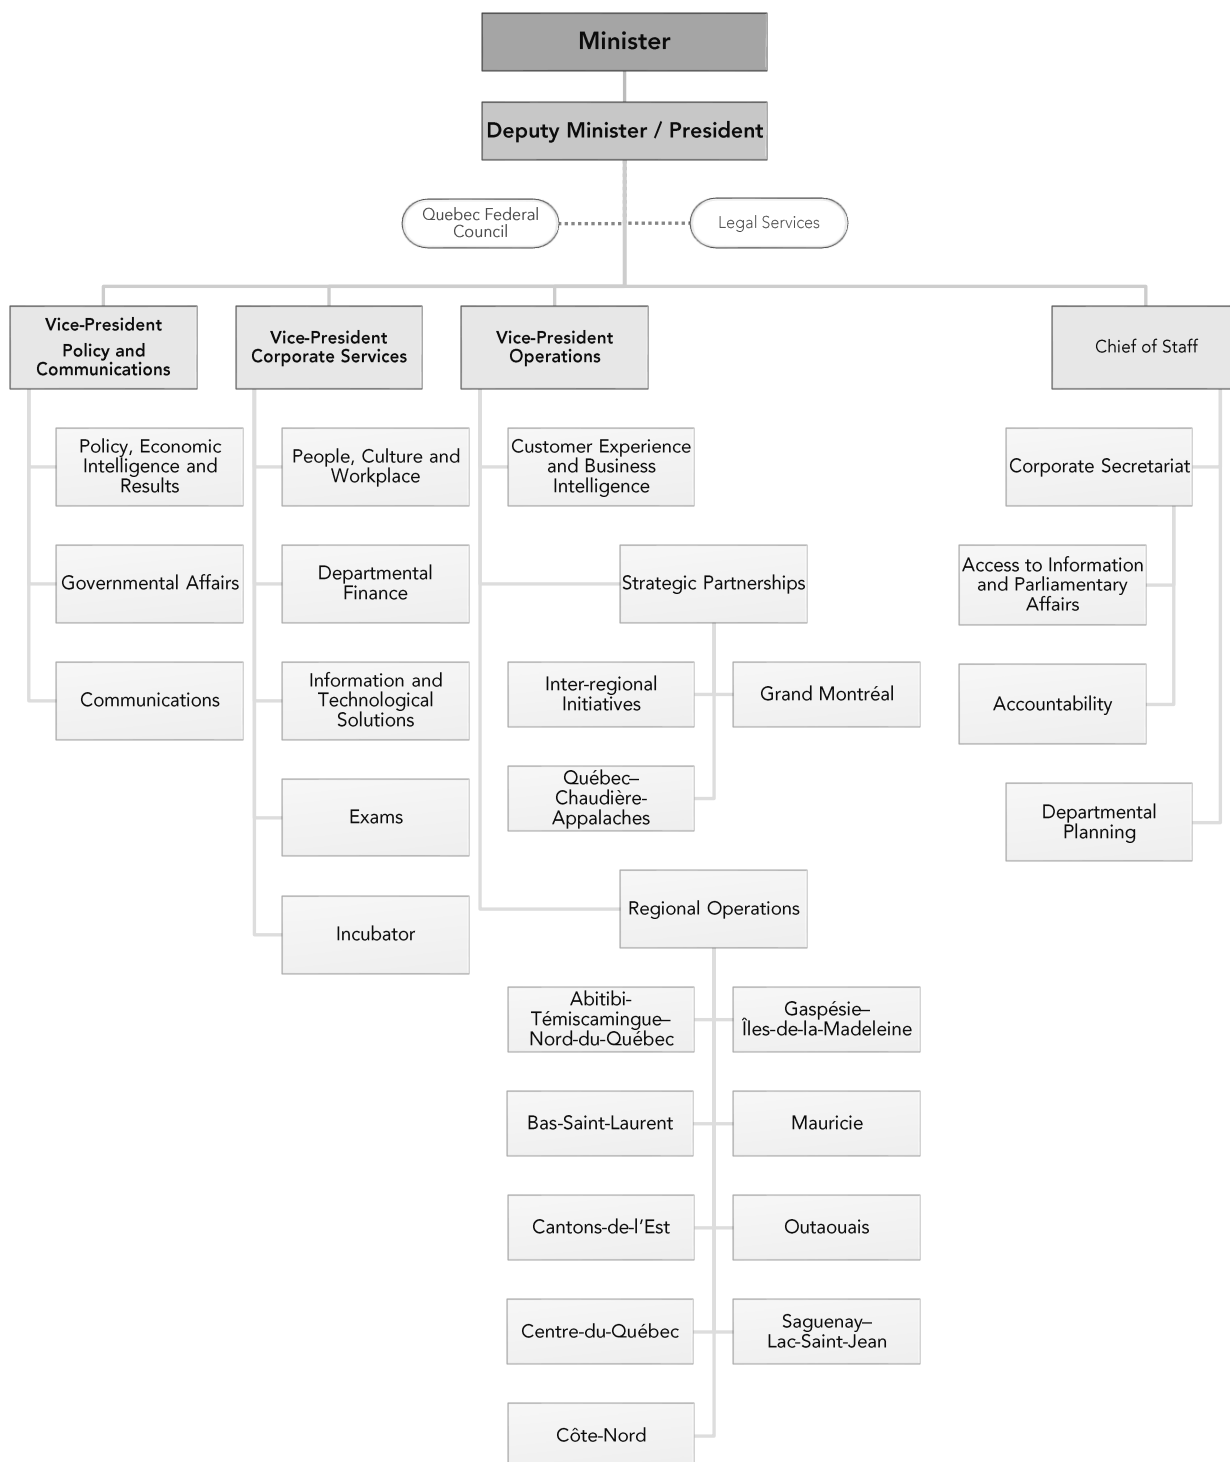 Minister
Deputy Minister / President
Quebec Federal
Council
Legal Services
Vice-President
Policy and
Communications
Vice-President
Corporate Services
Vice-President
Operations
Chief of Staff
Policy, Economic
Intelligence and
Results
Governmental Affairs
Communications
People, Culture and
Workplace
Departmental
Finance
Information and
Technological
Solutions
Exams
Incubator
Customer Experience
and Business
Intelligence
Strategic Partnerships
Inter-regional
Initiatives
Grand Montréal
Québec–
Chaudière-
Appalaches
Regional Operations
Abitibi-
Témiscamingue–
Nord-du-Québec
Gaspésie–
Îles-de-la-Madeleine
Bas-Saint-Laurent
Mauricie
Cantons-de-l’Est
Outaouais
Centre-du-Québec
Saguenay–
Lac-Saint-Jean
Côte-Nord
Corporate Secretariat
Access to Information
and Parliamentary
Affairs
Accountability
Departmental
Planning